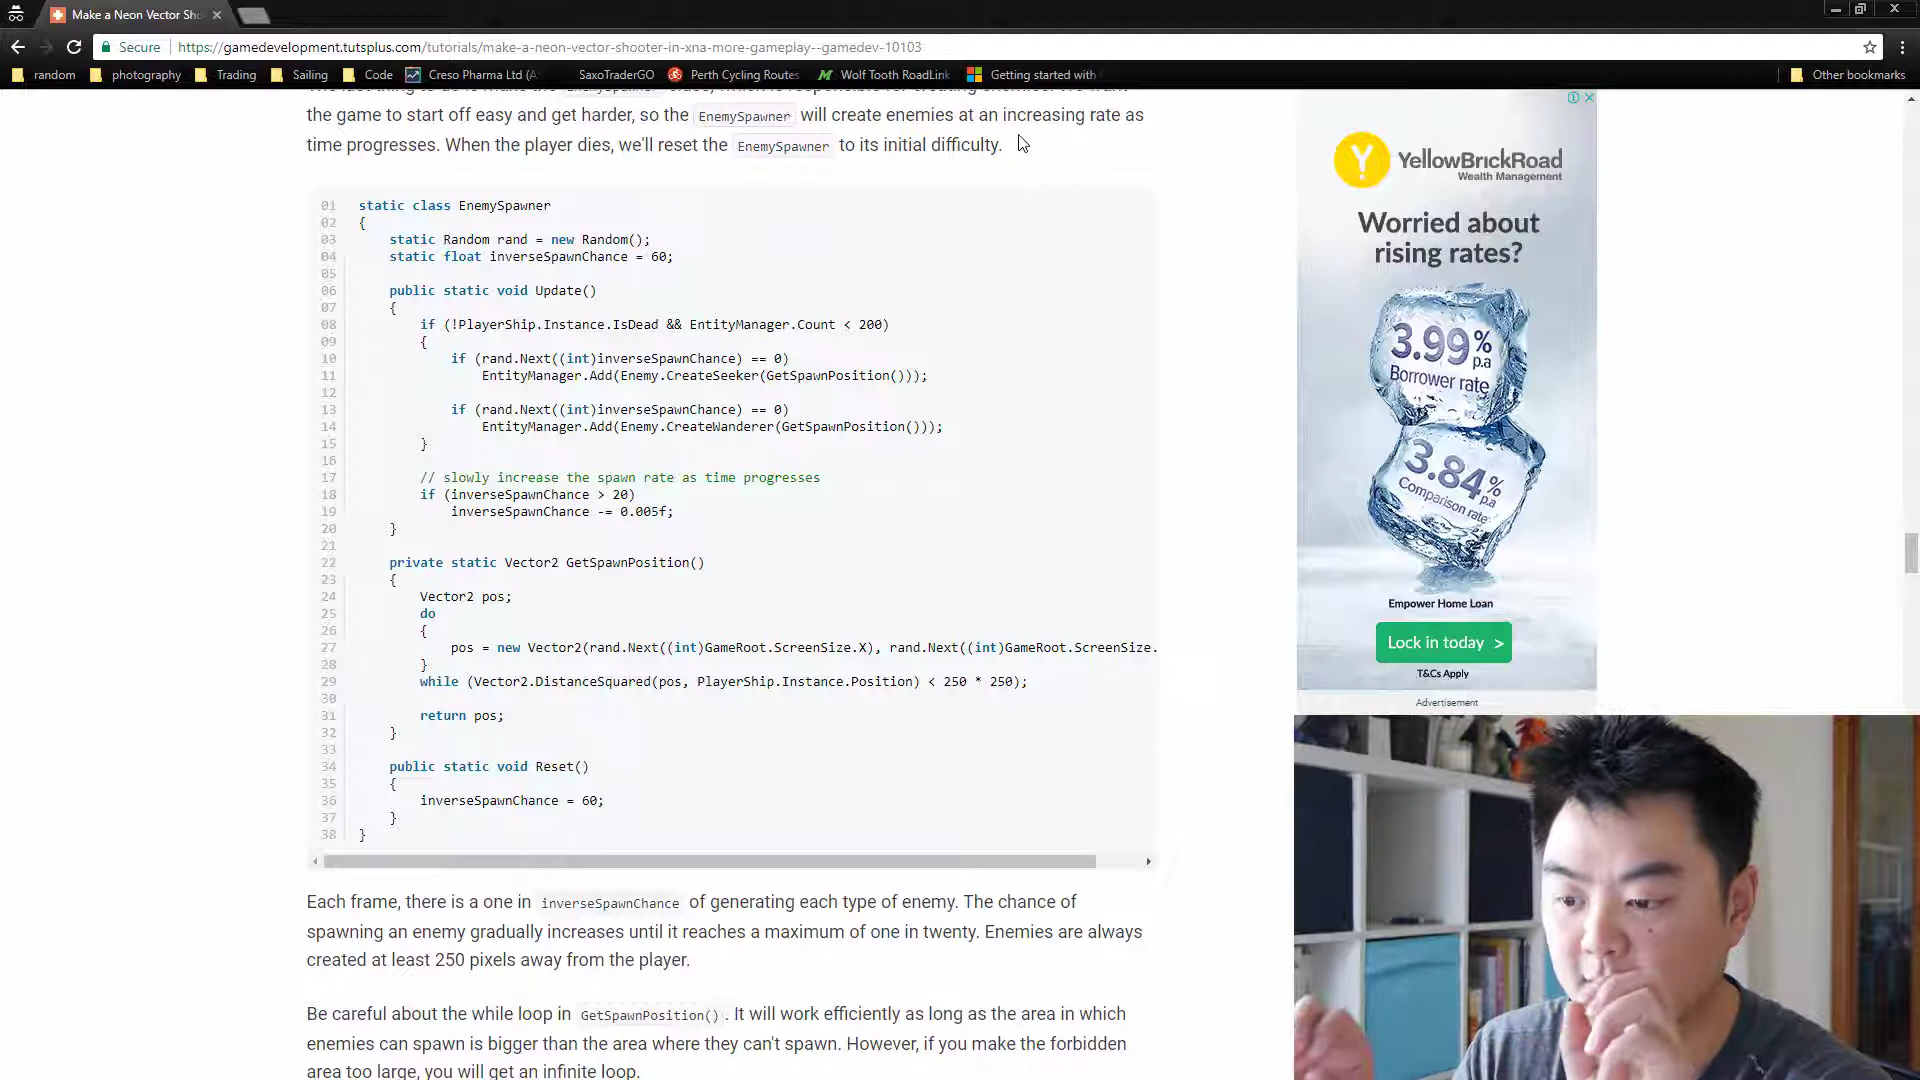 Make a Neon Vector Sho
Secure
https://gamedevelopment.tutsplus.com/tutorials/make-a-neon-vector-shooter-in-xna-more-gameplay--gamedev-10103
random
photography
Trading
Sailing
Code
Creso Pharma Ltd (A
SaxoTraderGO
Perth Cycling Routes
Wolf Tooth RoadLink
Getting started with
Other bookmarks
the game to start off easy and get harder, so the EnemySpawner will create enemies at an increasing rate as
time progresses. When the player dies, we'll reset the EnemySpawner to its initial difficulty.
01 static class EnemySpawner
02 {
03 static Random rand = new Random();
04 static float inverseSpawnChance = 60;
05
06 public static void Update()
07 {
08 if (!PlayerShip.Instance.IsDead && EntityManager.Count < 200)
09 {
10 if (rand.Next((int)inverseSpawnChance) == 0)
11 EntityManager.Add(Enemy.CreateSeeker(GetSpawnPosition()));
12
13 if (rand.Next((int)inverseSpawnChance) == 0)
14 EntityManager.Add(Enemy.CreateWanderer(GetSpawnPosition()));
15 }
16
17 // slowly increase the spawn rate as time progresses
18 if (inverseSpawnChance > 20)
19 inverseSpawnChance -= 0.005f;
20 }
21
22 private static Vector2 GetSpawnPosition()
23 {
24 Vector2 pos;
25 do
26 {
27 pos = new Vector2(rand.Next((int)GameRoot.ScreenSize.X), rand.Next((int)GameRoot.ScreenSize.
28 }
29 while (Vector2.DistanceSquared(pos, PlayerShip.Instance.Position) < 250 * 250);
30
31 return pos;
32 }
33
34 public static void Reset()
35 {
36 inverseSpawnChance = 60;
37 }
38 }
Each frame, there is a one in inverseSpawnChance of generating each type of enemy. The chance of
spawning an enemy gradually increases until it reaches a maximum of one in twenty. Enemies are always
created at least 250 pixels away from the player.
Be careful about the while loop in GetSpawnPosition(). It will work efficiently as long as the area in which
enemies can spawn is bigger than the area where they can't spawn. However, if you make the forbidden
area too large, you will get an infinite loop.
YellowBrickRoad
Wealth Management
Worried about
rising rates?
3.99%
p.a
Borrower rate
3.84%
p.a
Comparison rate
Empower Home Loan
Lock in today >
T&Cs Apply
Advertisement